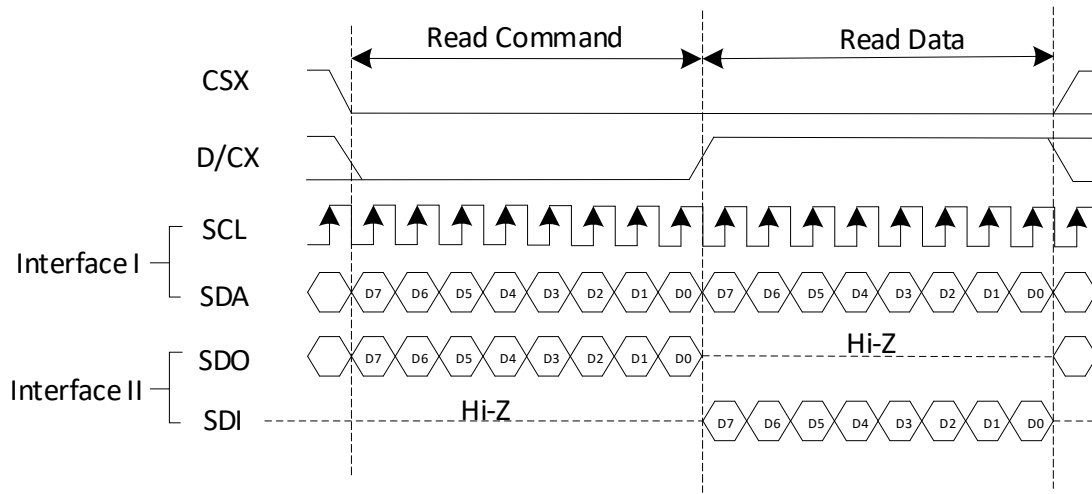 Read Command
Read Data
CSX
D/CX
Interface I
SCL
SDA
D7 D6 D5 D4 D3 D2 D1 D0 D7 D6 D5 D4 D3 D2 D1 D0
Interface II
SDO
D7 D6 D5 D4 D3 D2 D1 D0
Hi-Z
SDI
Hi-Z
D7 D6 D5 D4 D3 D2 D1 D0